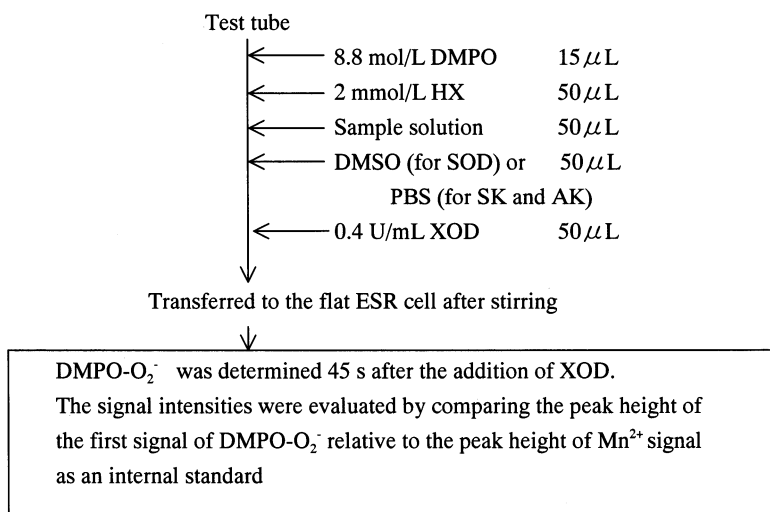 Test tube
8.8 mol/L DMPO 15 μL
2 mmol/L HX 50 μL
Sample solution 50 μL
DMSO (for SOD) or 50 μL
PBS (for SK and AK)
0.4 U/mL XOD 50 μL
Transferred to the flat ESR cell after stirring
DMPO-O₂⁻ was determined 45 s after the addition of XOD.
The signal intensities were evaluated by comparing the peak height of
the first signal of DMPO-O₂⁻ relative to the peak height of Mn²⁺ signal
as an internal standard